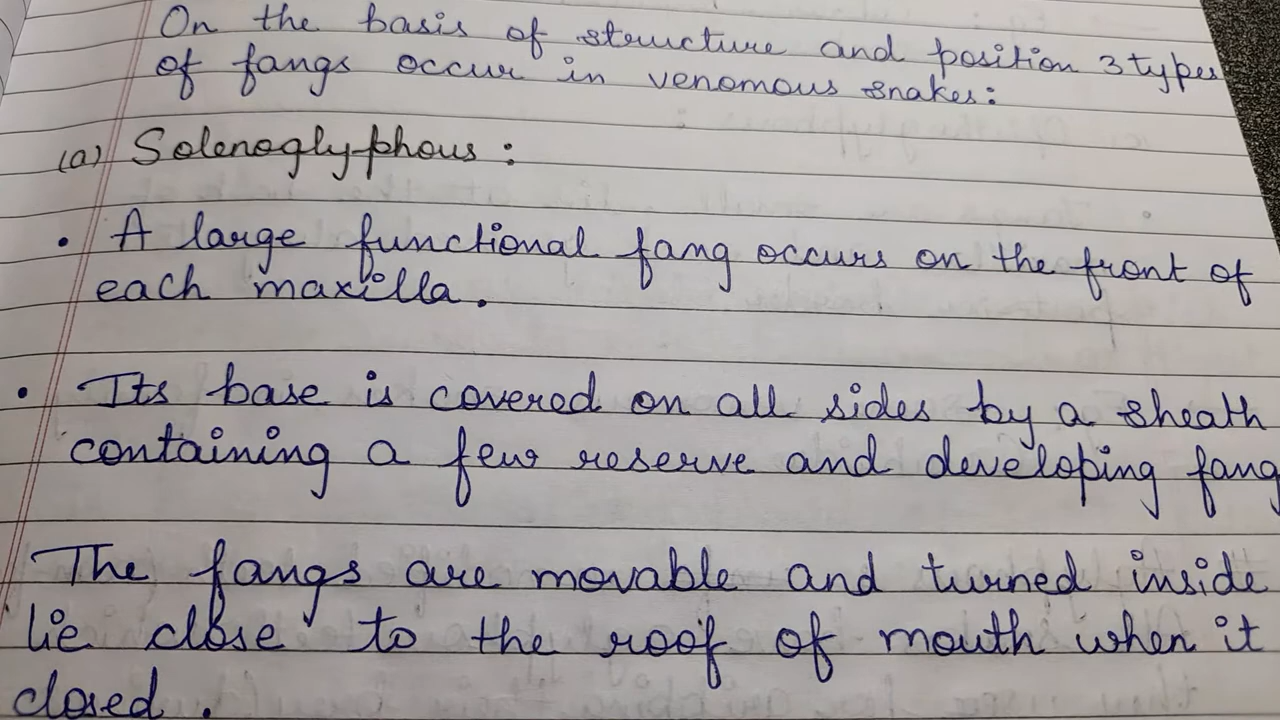 On the basis of structure and position 3 types
of fangs occur in venomous snakes:
(a) Solenoglyphous :
• A large functional fang occurs on the front of
each maxilla.
• Its base is covered on all sides by a sheath
containing a few reserve and developing fang
The fangs are movable and turned inside
lie close to the roof of mouth when it
closed.